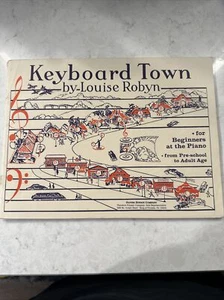 Keyboard Town
by Louise Robyn
• for
Beginners
at the Piano
• from Pre-school
to Adult Age